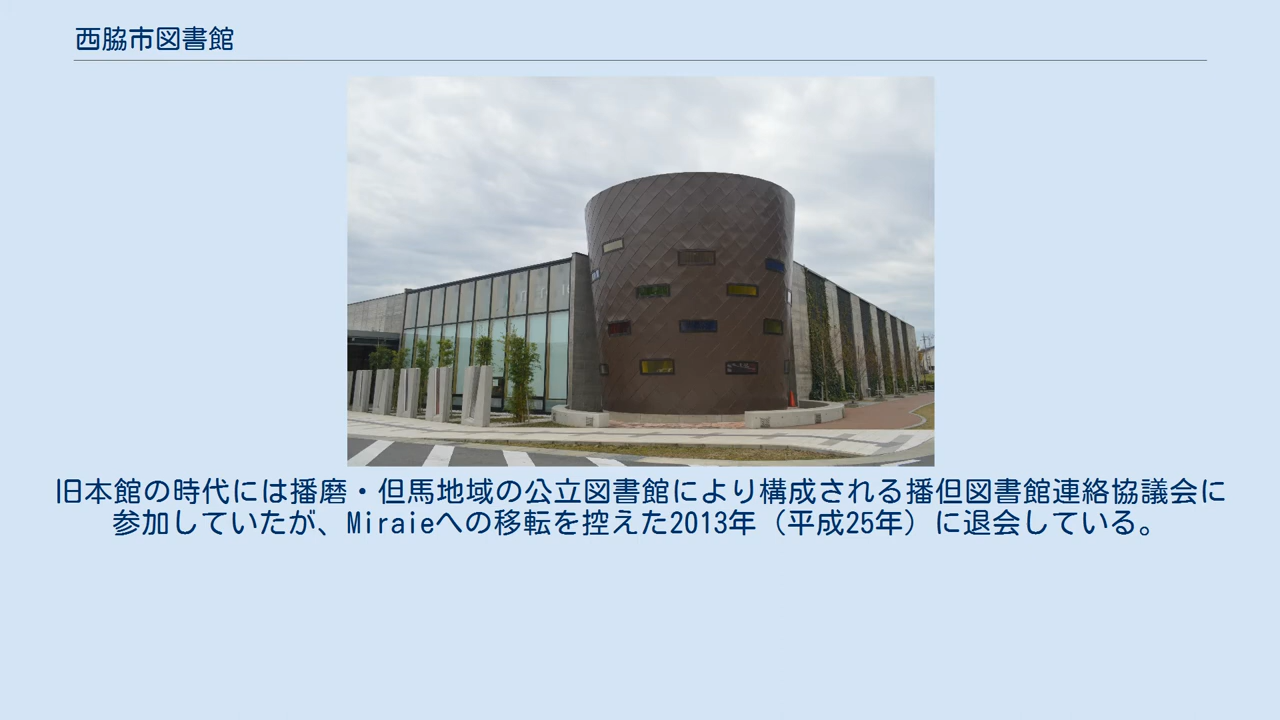 西脇市図書館
旧本館の時代には播磨・但馬地域の公立図書館により構成される播但図書館連絡協議会に
参加していたが、Miraieへの移転を控えた2013年（平成25年）に退会している。